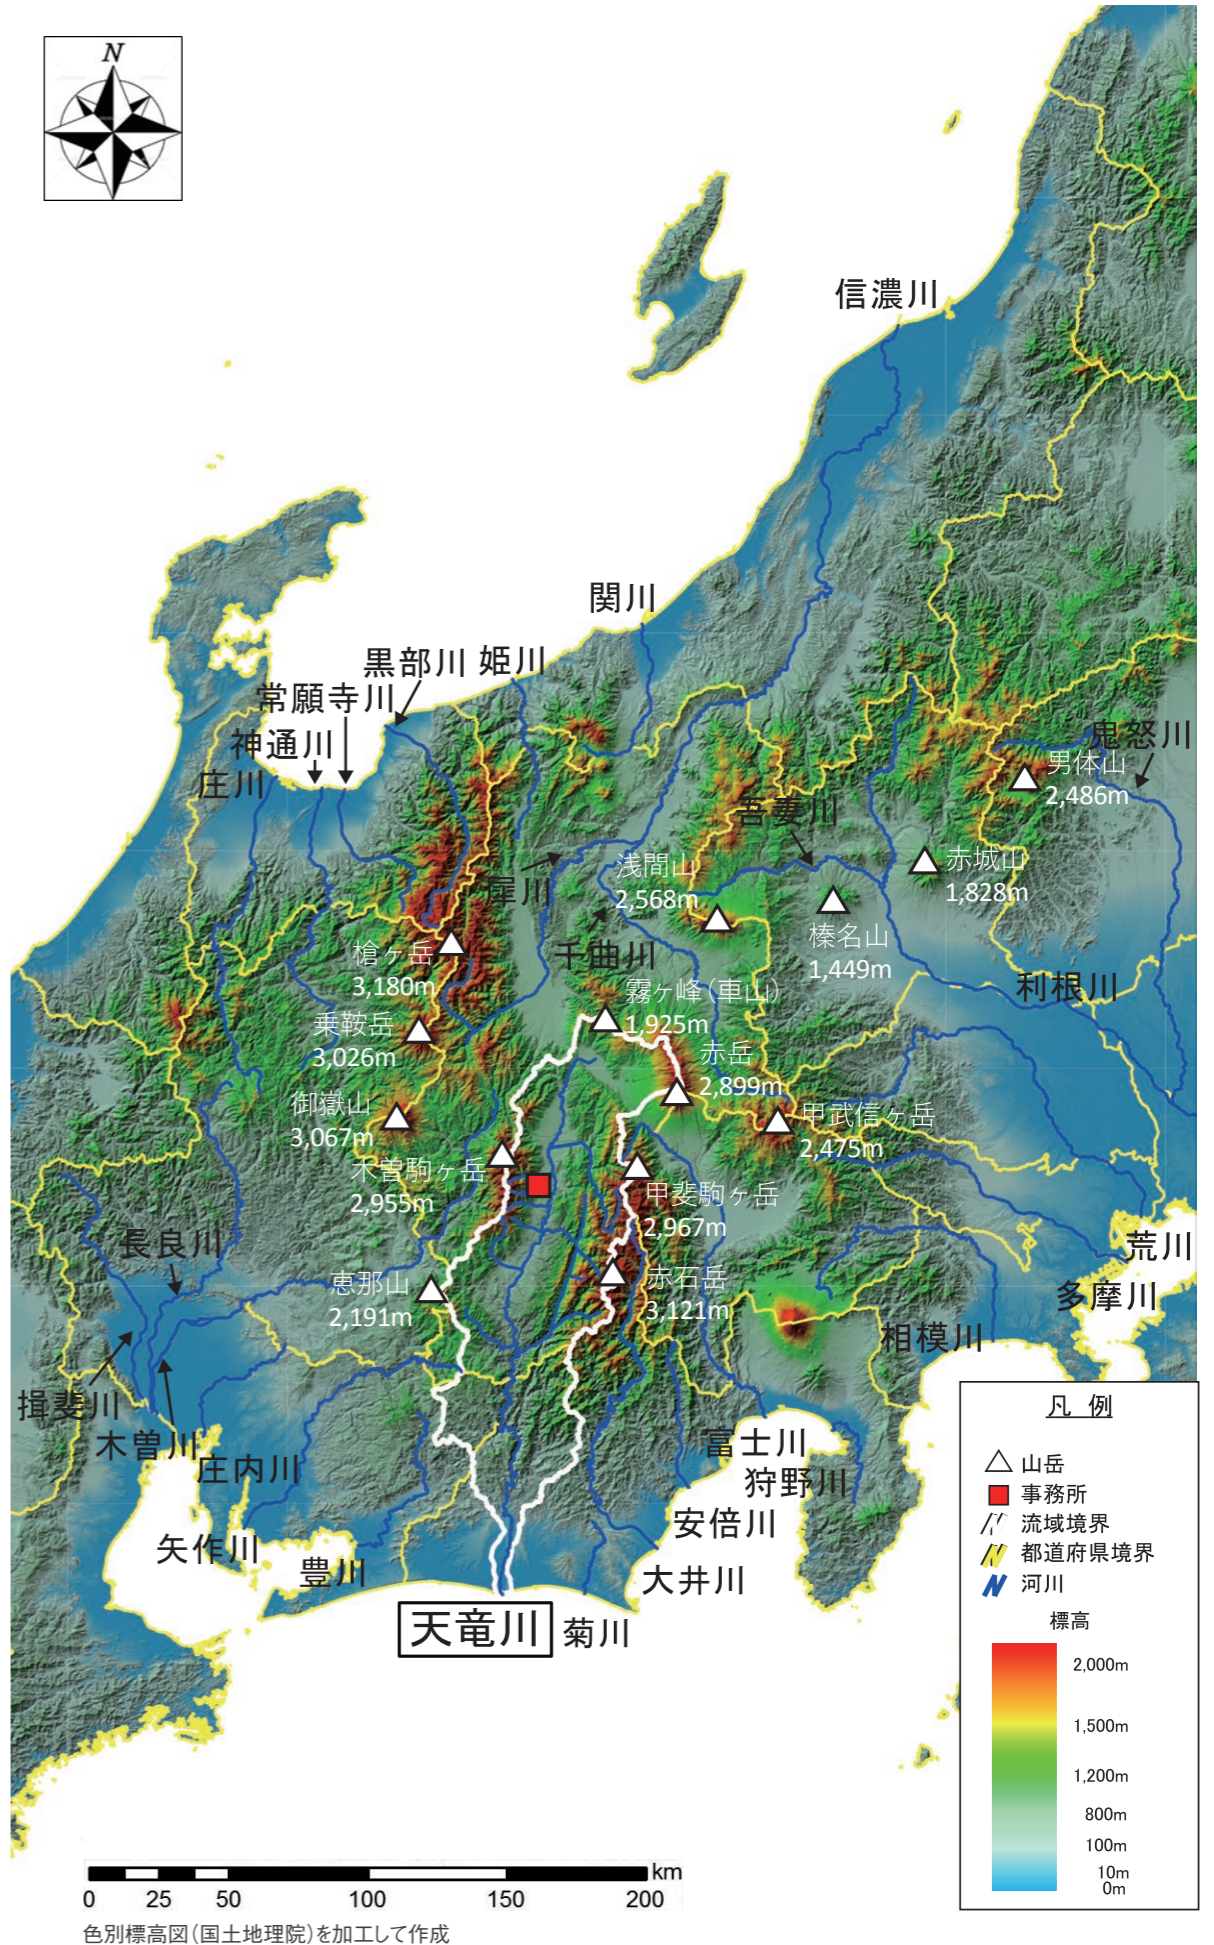 N
信濃川
関川
黒部川
姫川
常願寺川
神通川
庄川
鬼怒川
男体山
2,486m
吾妻川
浅間山
2,568m
赤城山
1,828m
犀川
榛名山
1,449m
千曲川
槍ヶ岳
3,180m
利根川
霧ヶ峰(車山)
1,925m
乗鞍岳
3,026m
赤岳
2,899m
御嶽山
3,067m
甲武信ヶ岳
2,475m
木曽駒ヶ岳
2,955m
甲斐駒ヶ岳
2,967m
長良川
荒川
恵那山
2,191m
赤石岳
3,121m
多摩川
相模川
揖斐川
木曽川
庄内川
富士川
狩野川
安倍川
矢作川
豊川
大井川
天竜川
菊川
凡 例
山岳
事務所
流域境界
都道府県境界
河川
標高
2,000m
1,500m
1,200m
800m
100m
10m
0m
km
0 25 50 100 150 200
色別標高図(国土地理院)を加工して作成